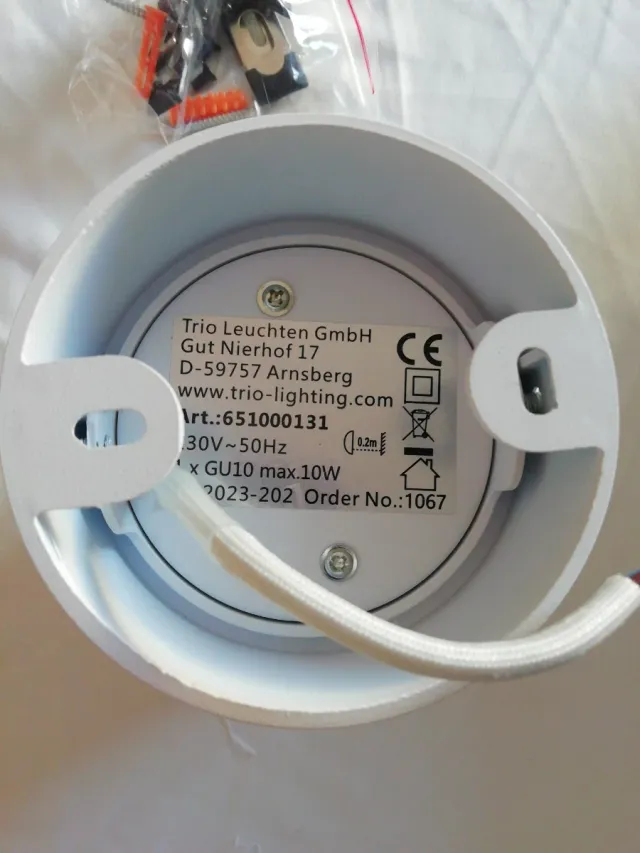 Trio Leuchten GmbH
Gut Nierhof 17
D-59757 Arnsberg
www.trio-lighting.com
Art.:651000131
30V~50Hz
0.2m
x GU10 max.10W
2023-202 Order No.:1067
CE